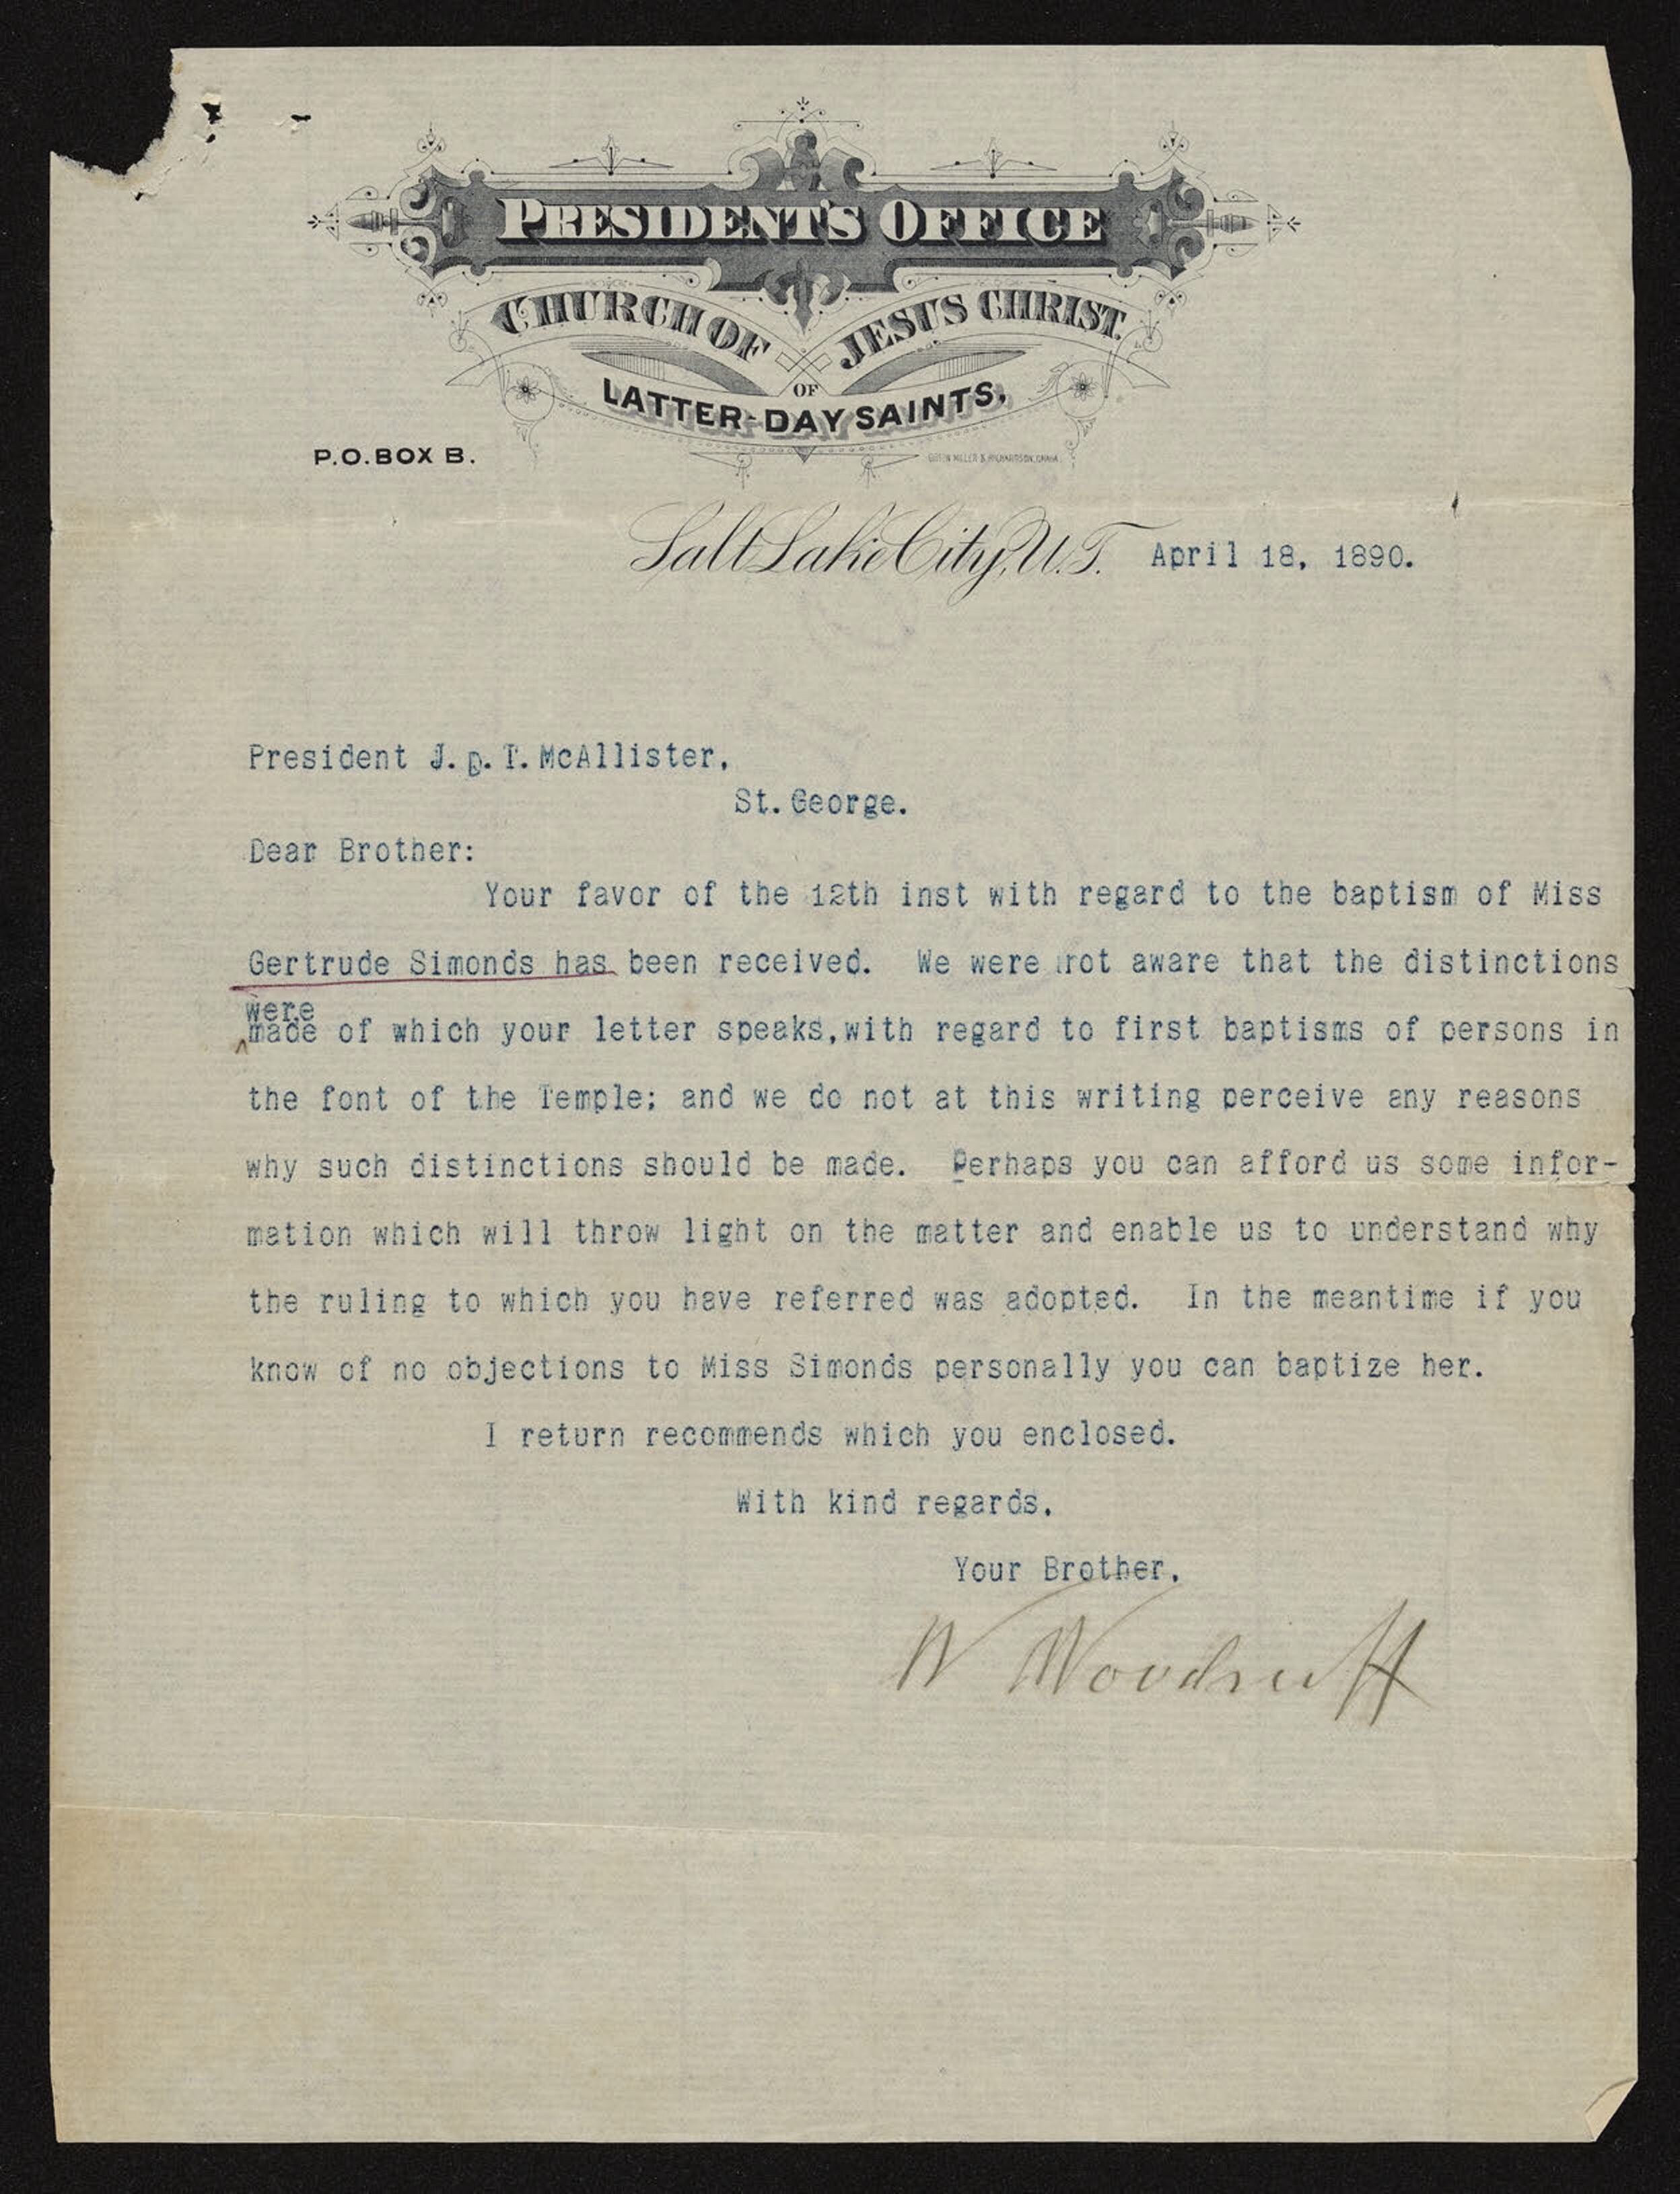 PRESIDENT'S OFFICE
CHURCH OF JESUS CHRIST
OF
LATTER-DAY SAINTS,
P.O. BOX B.
Salt Lake City, U.T. April 18, 1890.
President J. D. T. McAllister,
St. George.
Dear Brother:
Your favor of the 12th inst with regard to the baptism of Miss
Gertrude Simonds has been received. We were not aware that the distinctions
were
made of which your letter speaks, with regard to first baptisms of persons in
the font of the Temple; and we do not at this writing perceive any reasons
why such distinctions should be made. Perhaps you can afford us some infor-
mation which will throw light on the matter and enable us to understand why
the ruling to which you have referred was adopted. In the meantime if you
know of no objections to Miss Simonds personally you can baptize her.
I return recommends which you enclosed.
With kind regards,
Your Brother,
W Woodruff